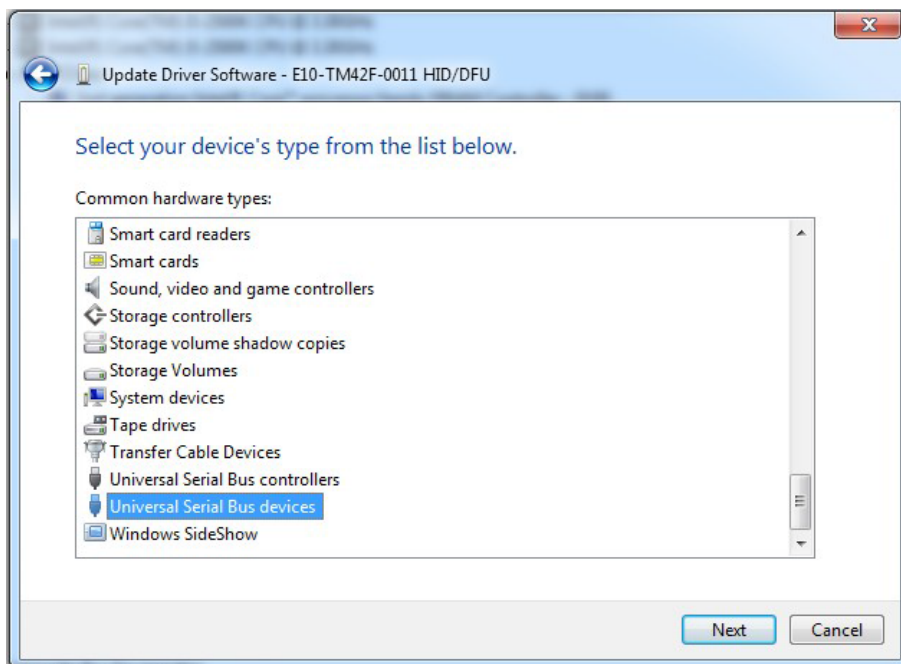 Update Driver Software - E10-TM42F-0011 HID/DFU
Select your device's type from the list below.
Common hardware types:
Smart card readers
Smart cards
Sound, video and game controllers
Storage controllers
Storage volume shadow copies
Storage Volumes
System devices
Tape drives
Transfer Cable Devices
Universal Serial Bus controllers
Universal Serial Bus devices
Windows SideShow
Next Cancel